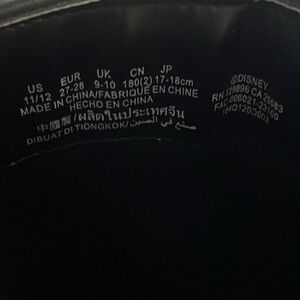 US EUR UK CN JP
11/12 27-28 9-10 180(2) 17-18cm
MADE IN CHINA/FABRIQUÉ EN CHINE
HECHO EN CHINA
中國製/ผลิตในประเทศจีน
DIBUAT DI TIONGKOK/صنع في الصين
©DISNEY
RN 129896 CA 25083